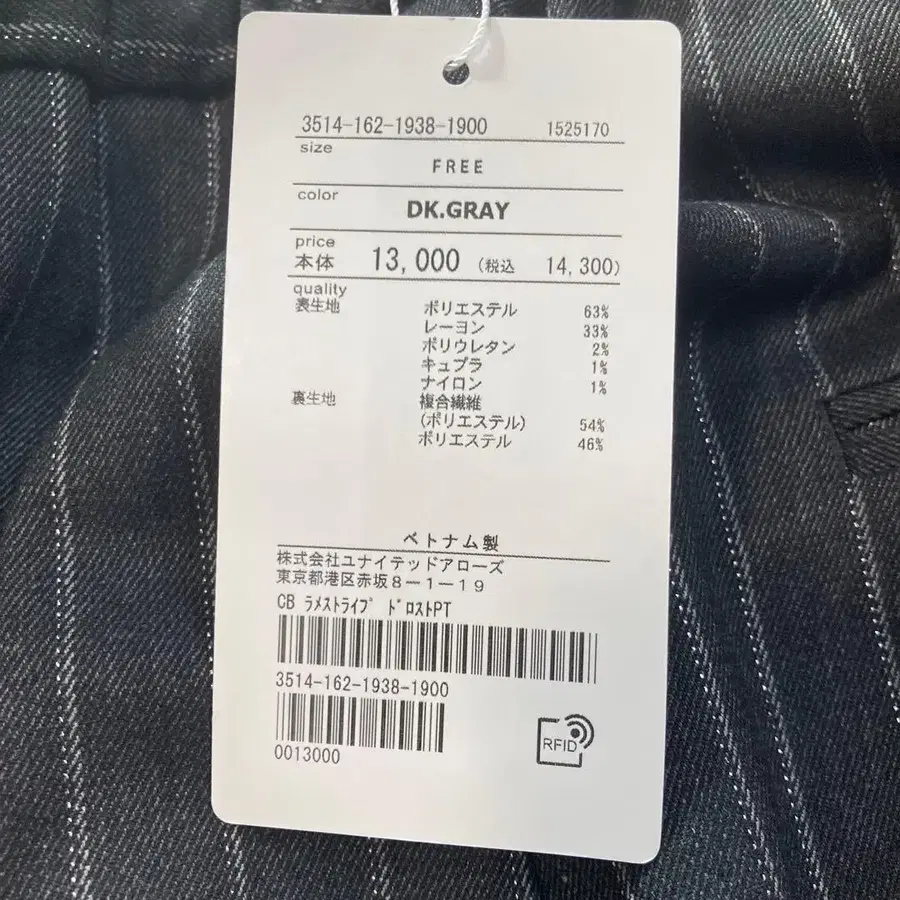 3514-162-1938-1900 1525170
size
FREE
color
DK.GRAY
price
本体 13,000 (税込 14,300)
quality
表生地 ポリエステル 63%
レーヨン 33%
ポリウレタン 2%
キュプラ 1%
ナイロン 1%
裏生地 複合繊維
(ポリエステル) 54%
ポリエステル 46%
ベトナム製
株式会社ユナイテッドアローズ
東京都港区赤坂8-1-19
CB ﾗﾒｽﾄﾗｲﾌﾟ ﾄﾞﾛｽﾄPT
3514-162-1938-1900
0013000
RFID